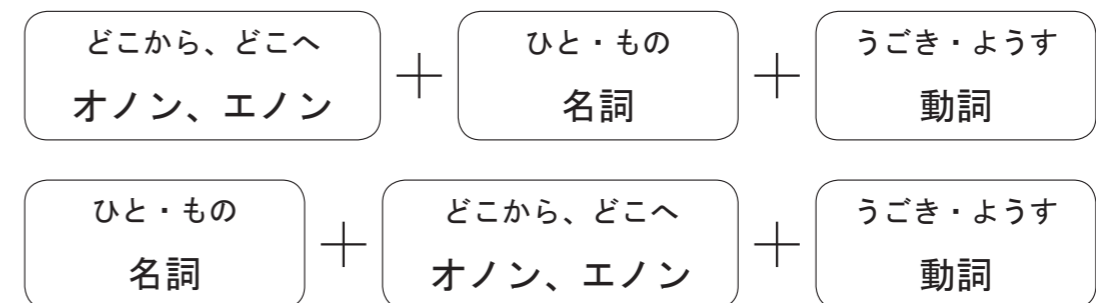 どこから、どこへ ひと・もの うごき・ようす
オノン、エノン + 名詞 + 動詞
ひと・もの どこから、どこへ うごき・ようす
名詞 + オノン、エノン + 動詞